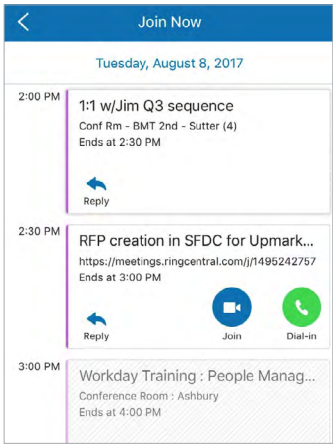 Join Now
Tuesday, August 8, 2017
2:00 PM
1:1 w/Jim Q3 sequence
Conf Rm - BMT 2nd - Sutter (4)
Ends at 2:30 PM
Reply
2:30 PM
RFP creation in SFDC for Upmark...
https://meetings.ringcentral.com/j/1495242757
Ends at 3:00 PM
Reply
Join
Dial-in
3:00 PM
Workday Training : People Manag...
Conference Room : Ashbury
Ends at 4:00 PM